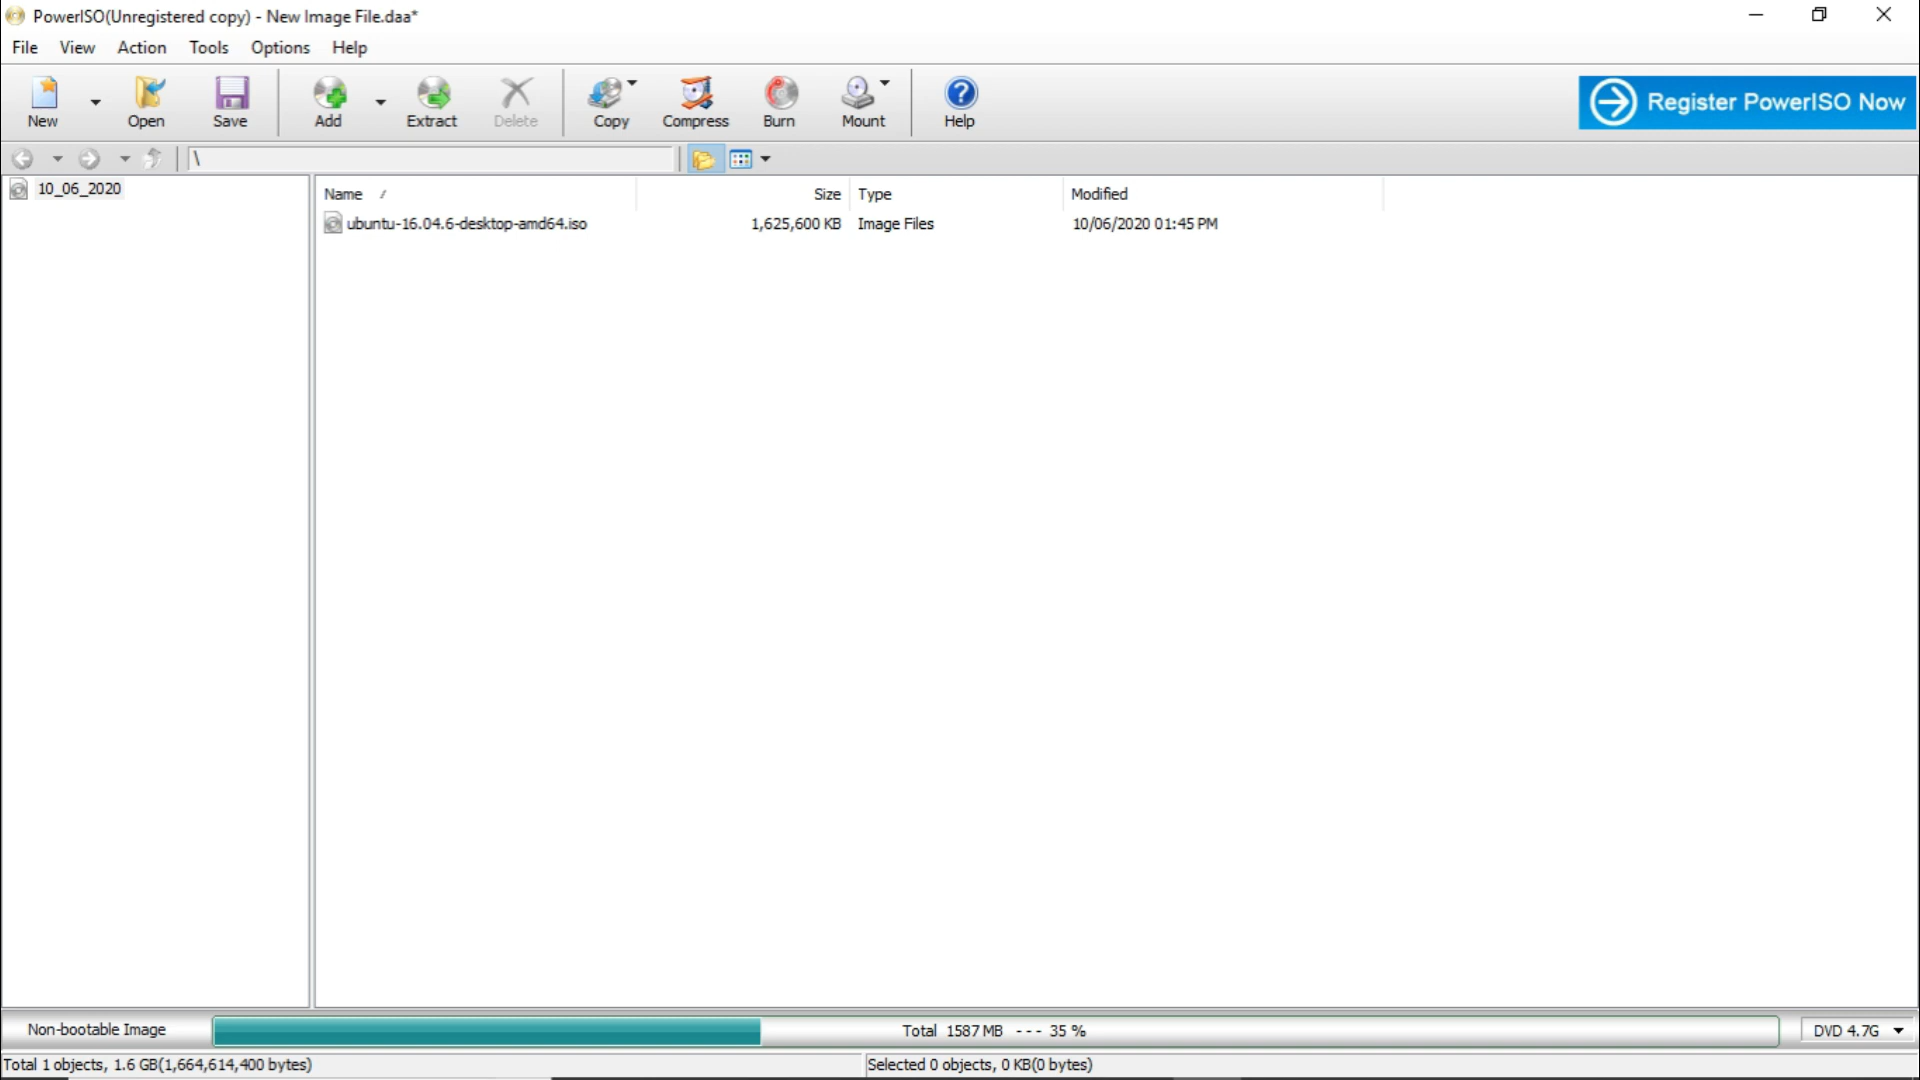 PowerISO(Unregistered copy) - New Image File.daa*
File View Action Tools Options Help
New Open Save Add Extract Delete Copy Compress Burn Mount Help Register PowerISO Now
\
10_06_2020
Name Size Type Modified
ubuntu-16.04.6-desktop-amd64.iso 1,625,600 KB Image Files 10/06/2020 01:45 PM
Non-bootable Image Total 1587 MB --- 35 % DVD 4.7G
Total 1 objects, 1.6 GB(1,664,614,400 bytes) Selected 0 objects, 0 KB(0 bytes)